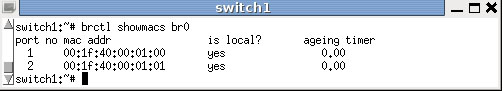 switch1
switch1:~# brctl showmacs br0
port no mac addr                is local?       ageing timer
  1     00:1f:40:00:01:00       yes                0.00
  2     00:1f:40:00:01:01       yes                0.00
switch1:~#